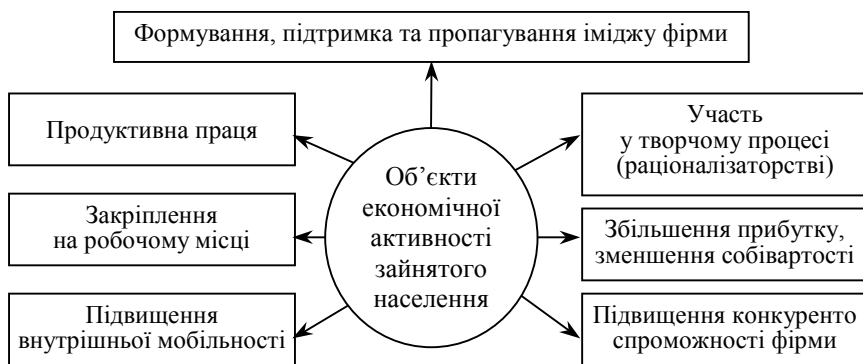 Формування, підтримка та пропагування іміджу фірми
Продуктивна праця
Закріплення
на робочому місці
Підвищення
внутрішньої мобільності
Об’єкти
економічної
активності
зайнятого
населення
Участь
у творчому процесі
(раціоналізаторстві)
Збільшення прибутку,
зменшення собівартості
Підвищення конкуренто
спроможності фірми